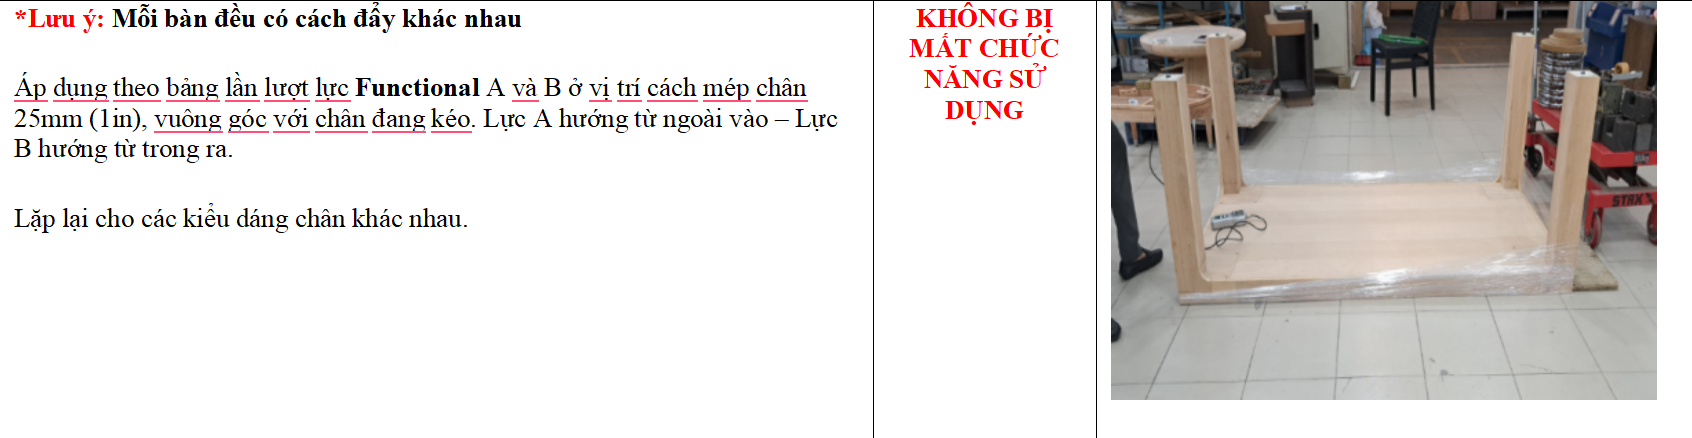 *Lưu ý: Mỗi bàn đều có cách đẩy khác nhau
Áp dụng theo bảng lần lượt lực Functional A và B ở vị trí cách mép chân
25mm (1in), vuông góc với chân đang kéo. Lực A hướng từ ngoài vào – Lực
B hướng từ trong ra.
Lặp lại cho các kiểu dáng chân khác nhau.
KHÔNG BỊ
MẤT CHỨC
NĂNG SỬ
DỤNG
STAX